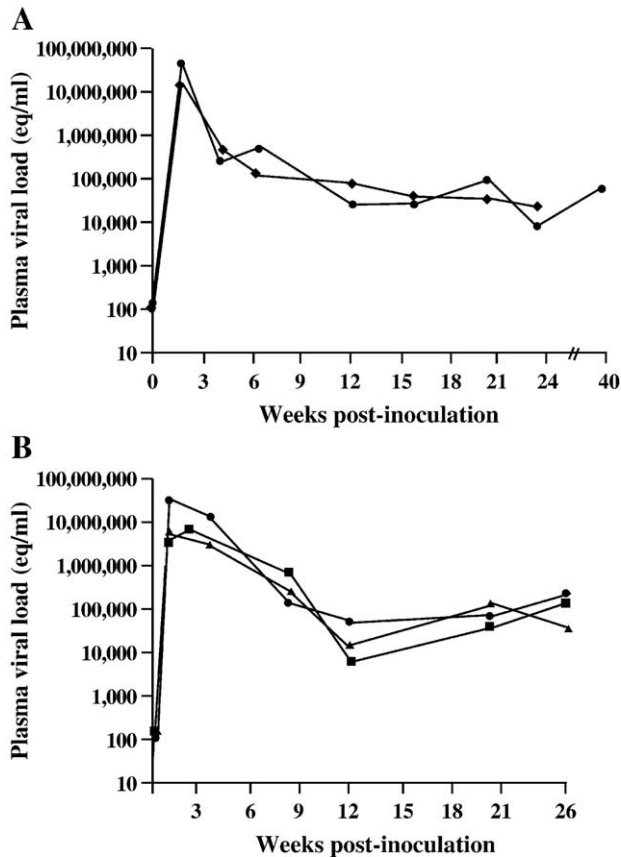 A
Plasma viral load (eq/ml)
100,000,000
10,000,000
1,000,000
100,000
10,000
1,000
100
10
0 3 6 9 12 15 18 21 24 40
Weeks post-inoculation
B
Plasma viral load (eq/ml)
100,000,000
10,000,000
1,000,000
100,000
10,000
1,000
100
10
3 6 9 12 15 18 21 26
Weeks post-inoculation